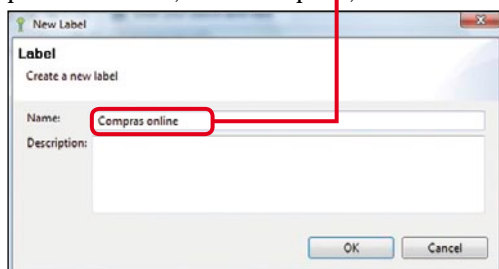 New Label
Label
Create a new label
Name: Compras online
Description:
OK Cancel